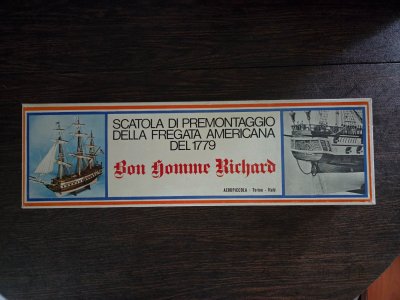 SCATOLA DI PREMONTAGGIO
DELLA FREGATA AMERICANA
DEL 1779
Bon Homme Richard
AEROPICCOLA - Torino - Italy